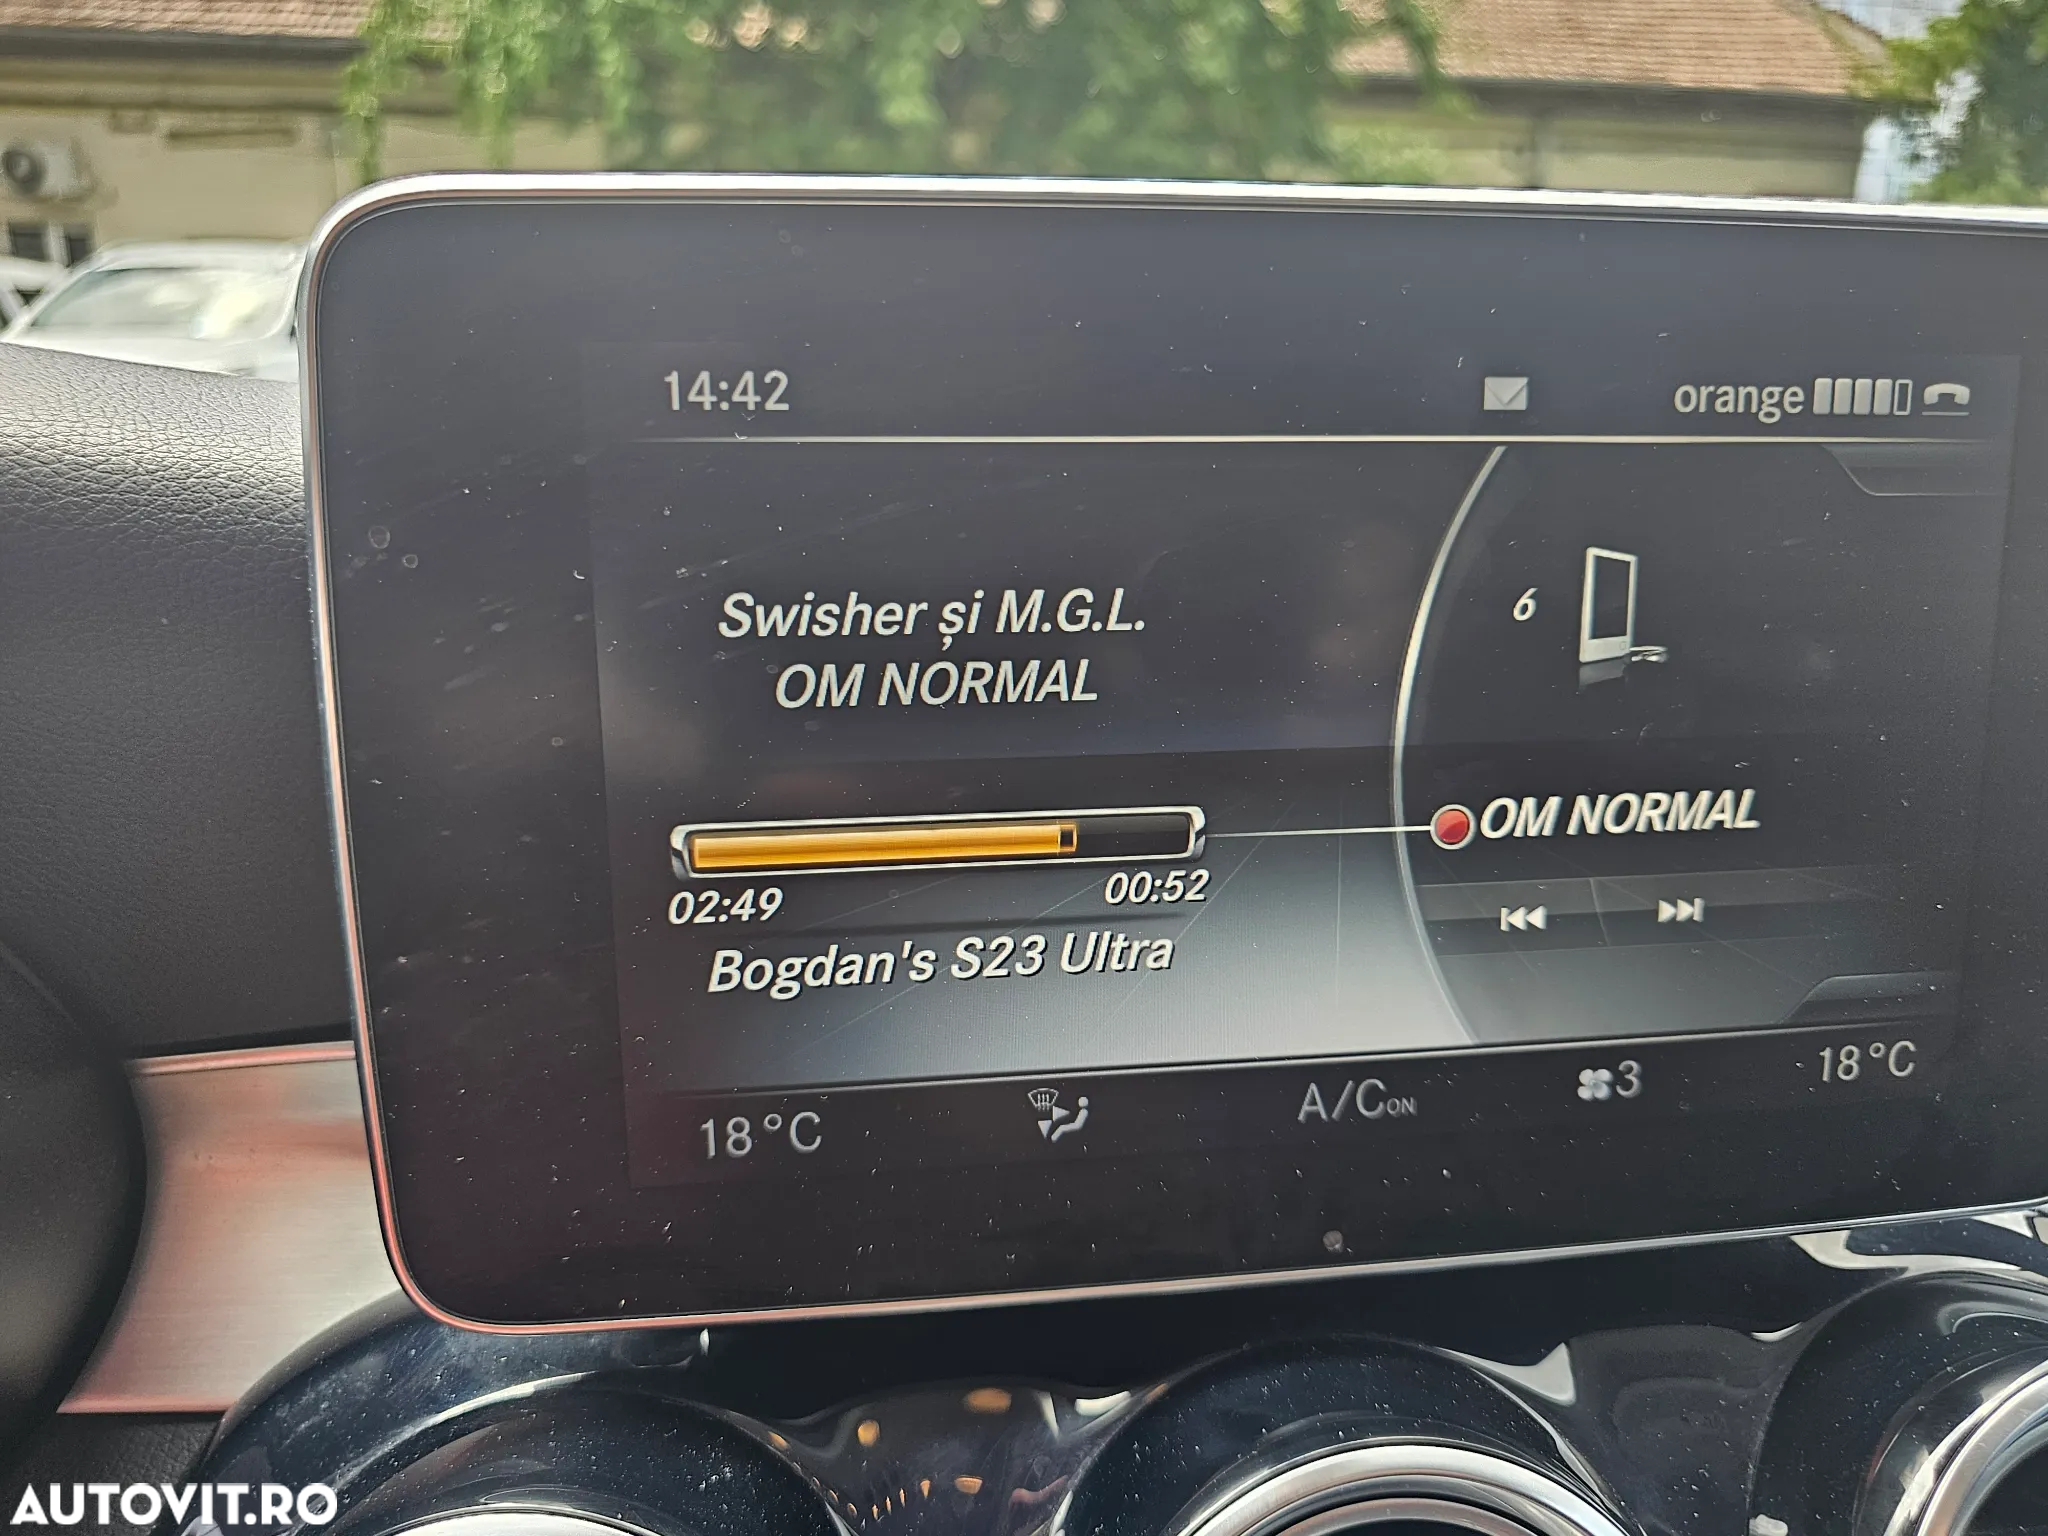 14:42
orange
Swisher și M.G.L.
OM NORMAL
6
OM NORMAL
02:49
00:52
Bogdan's S23 Ultra
18°C
A/C ON
3
18°C
AUTOVIT.RO